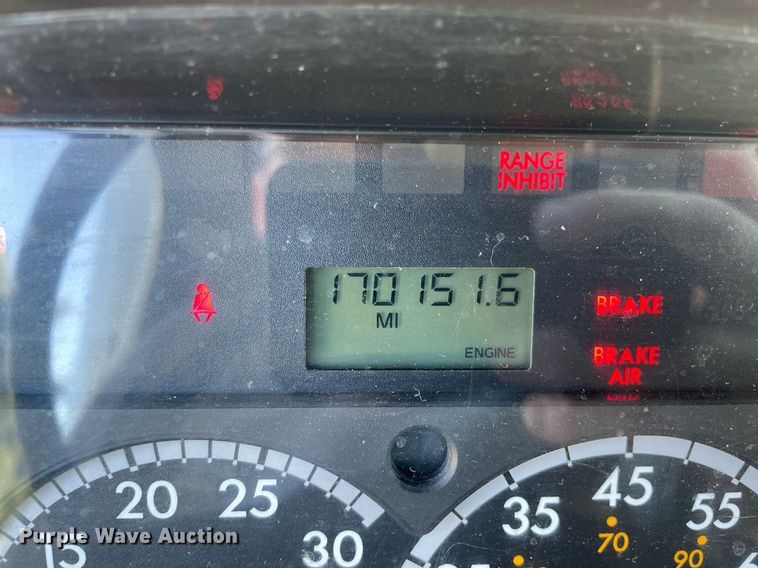 RANGE
INHIBIT
170151.6
MI
ENGINE
BRAKE
BRAKE
AIR
15 20 25 30
35 45 55
70 90
Purple Wave Auction